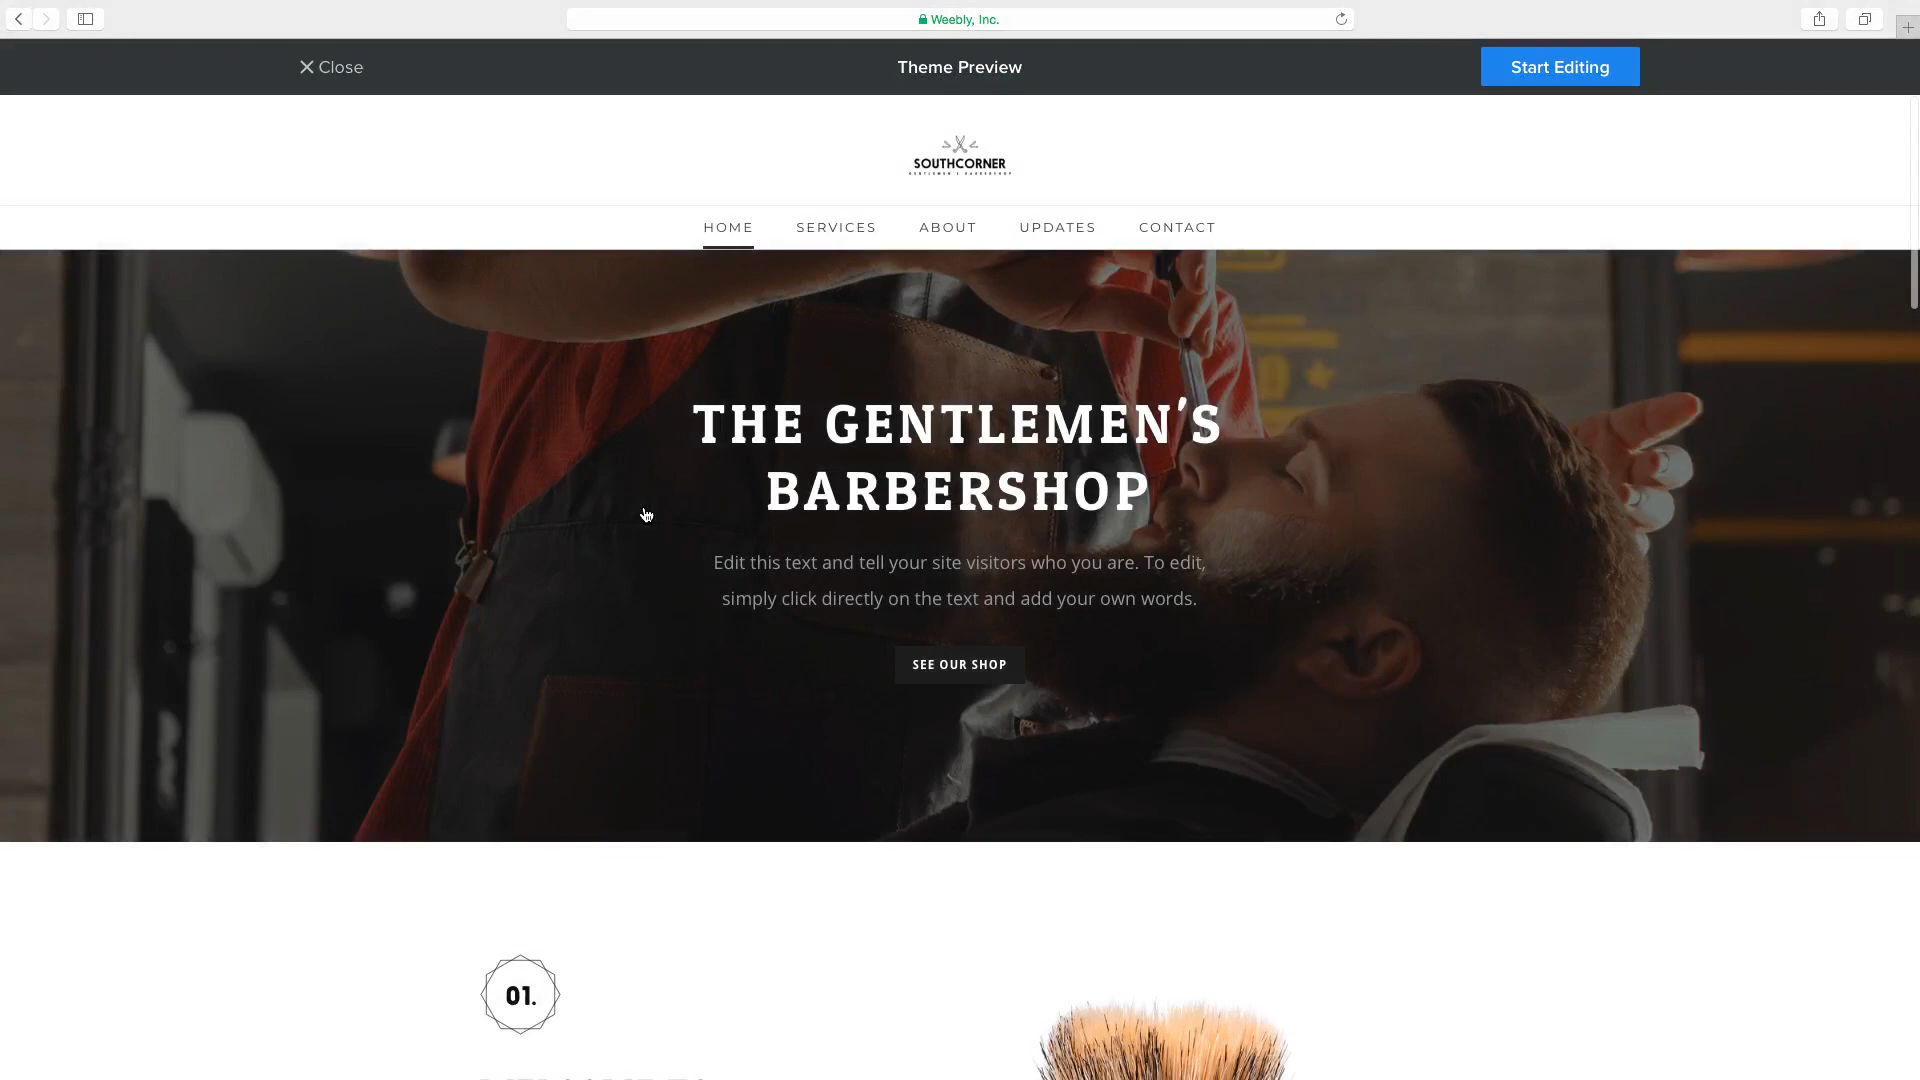 Weebly, Inc.
Close
Theme Preview
Start Editing
SOUTHCORNER
GENTLEMEN'S BARBERSHOP
HOME SERVICES ABOUT UPDATES CONTACT
THE GENTLEMEN'S
BARBERSHOP
Edit this text and tell your site visitors who you are. To edit,
simply click directly on the text and add your own words.
SEE OUR SHOP
01.